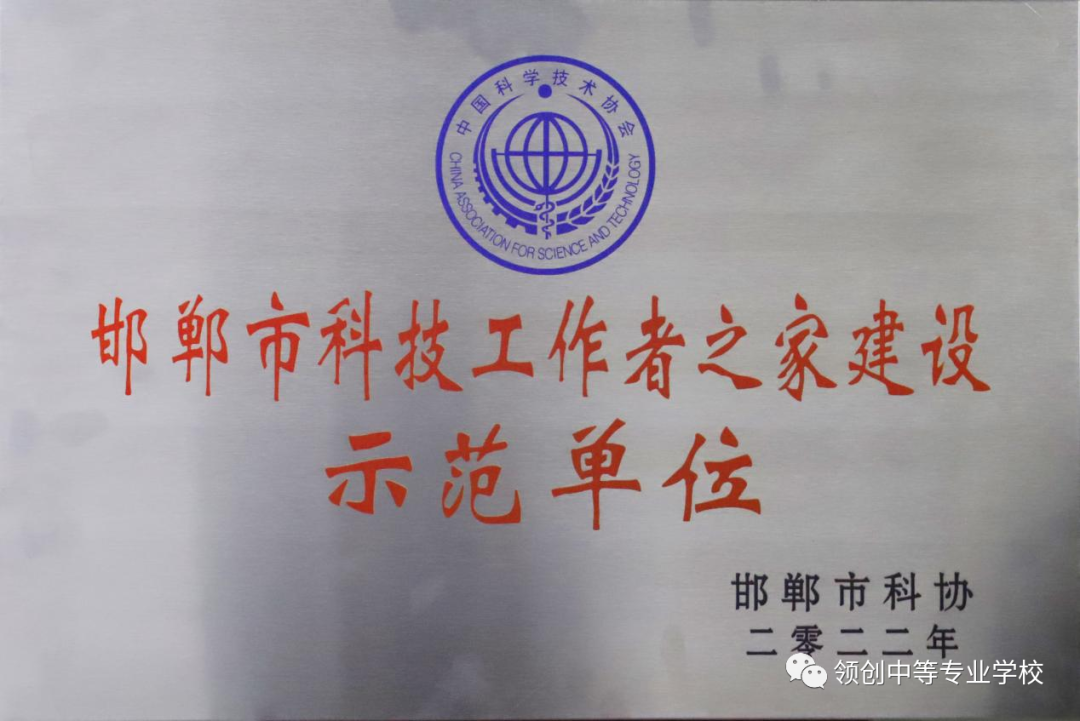 中国科学技术协会
CHINA ASSOCIATION FOR SCIENCE AND TECHNOLOGY
邯郸市科技工作者之家建设
示范单位
邯郸市科协
二零二二年
领创中等专业学校